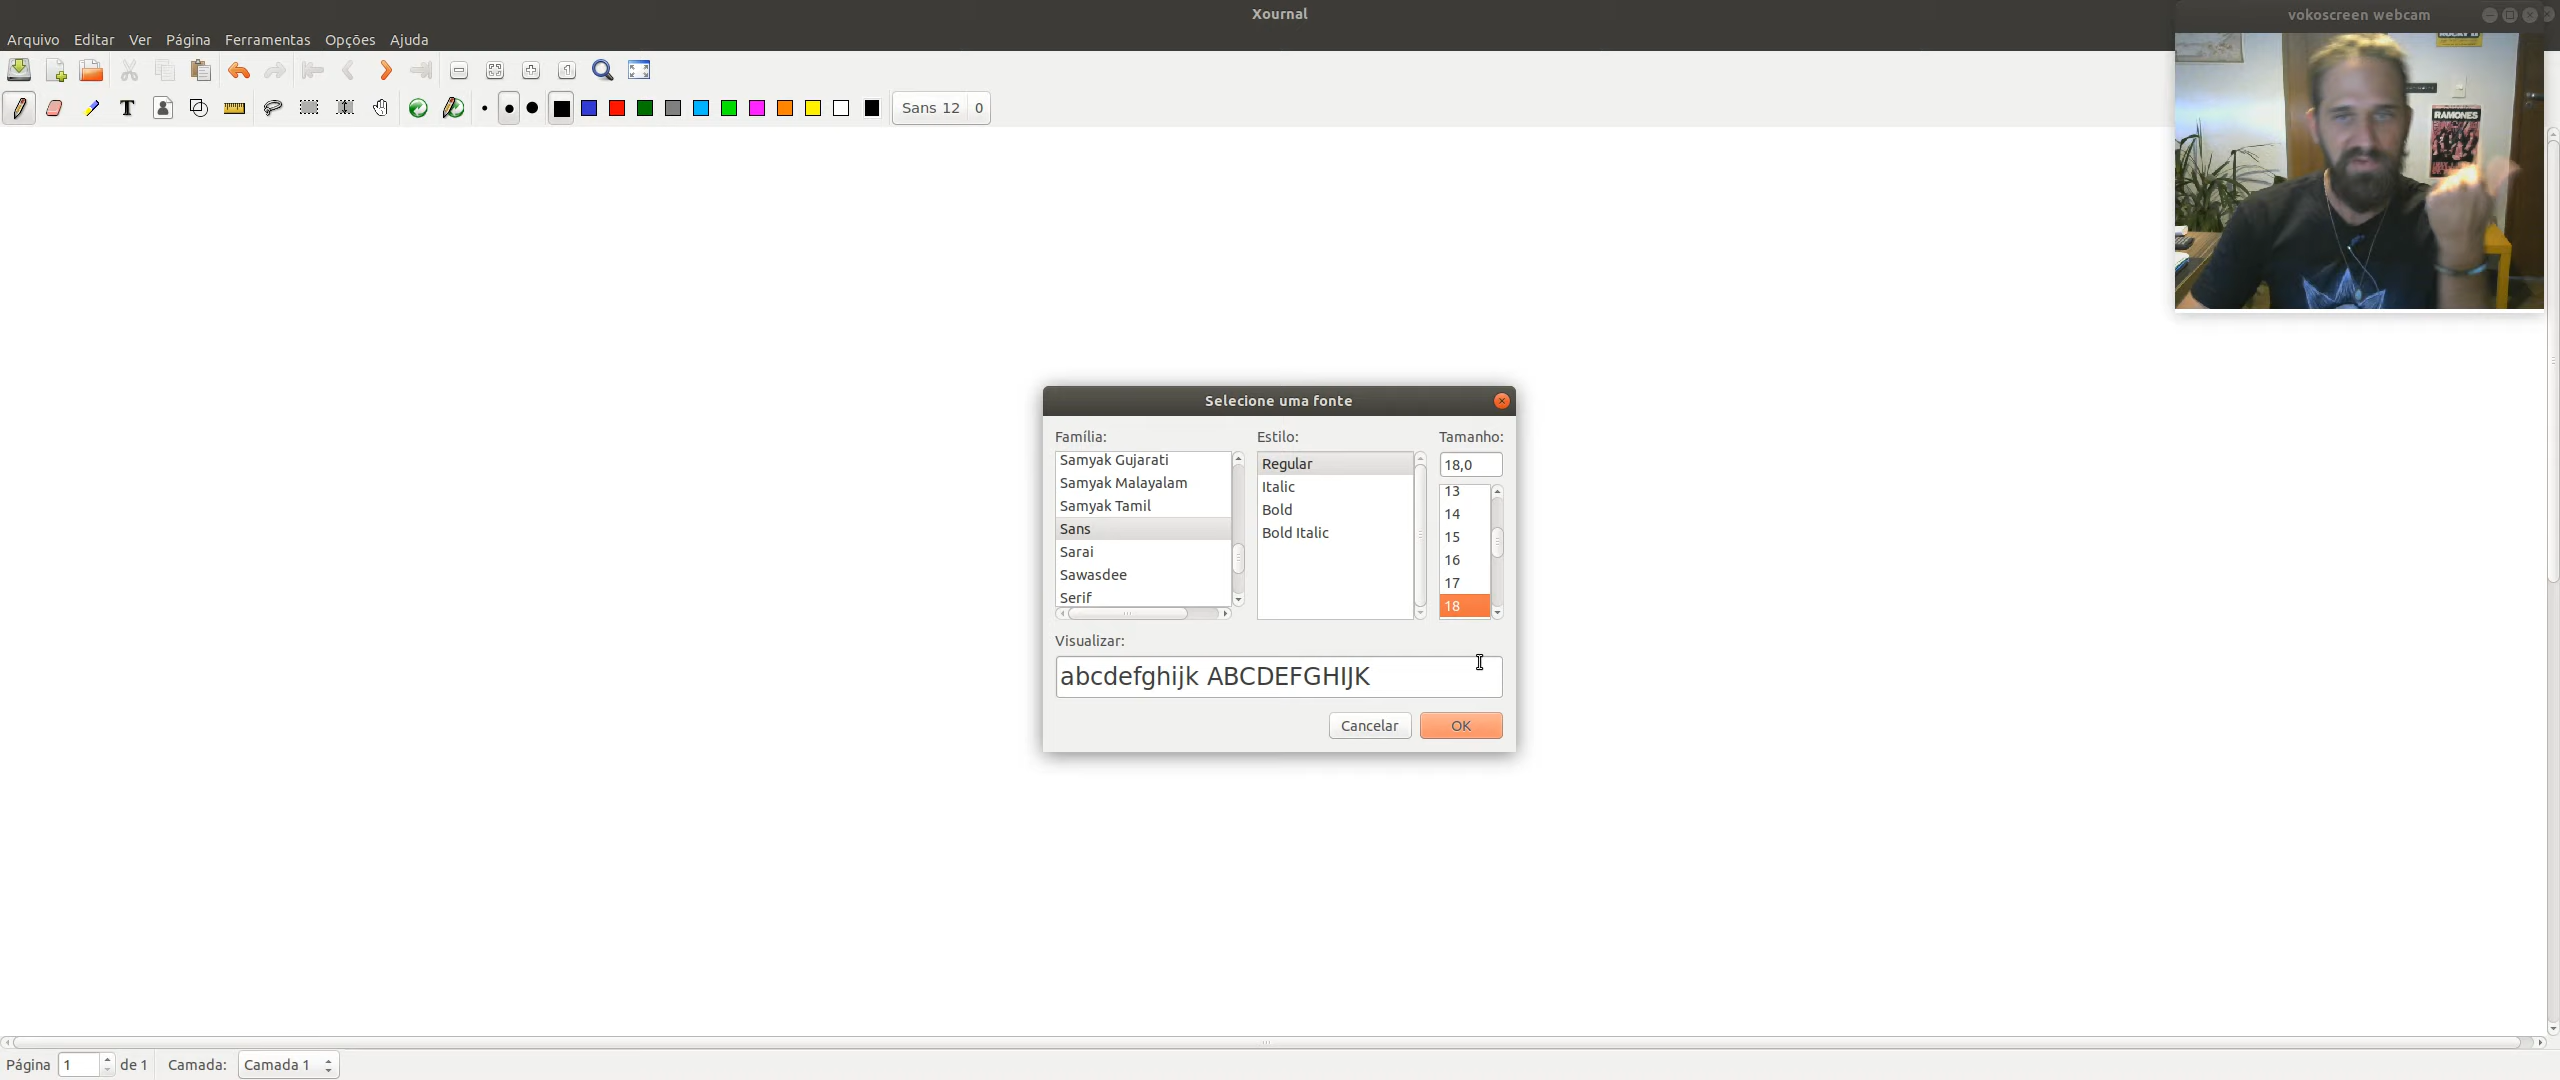 Xournal
vokoscreen webcam
Arquivo Editar Ver Página Ferramentas Opções Ajuda
Sans 12 0
RAMONES
Selecione uma fonte
Família: Estilo: Tamanho:
Samyak Gujarati
Samyak Malayalam
Samyak Tamil
Sans
Sarai
Sawasdee
Serif
Regular
Italic
Bold
Bold Italic
18,0
13
14
15
16
17
18
Visualizar:
abcdefghijk ABCDEFGHIJK
Cancelar OK
Página 1 de 1 Camada: Camada 1